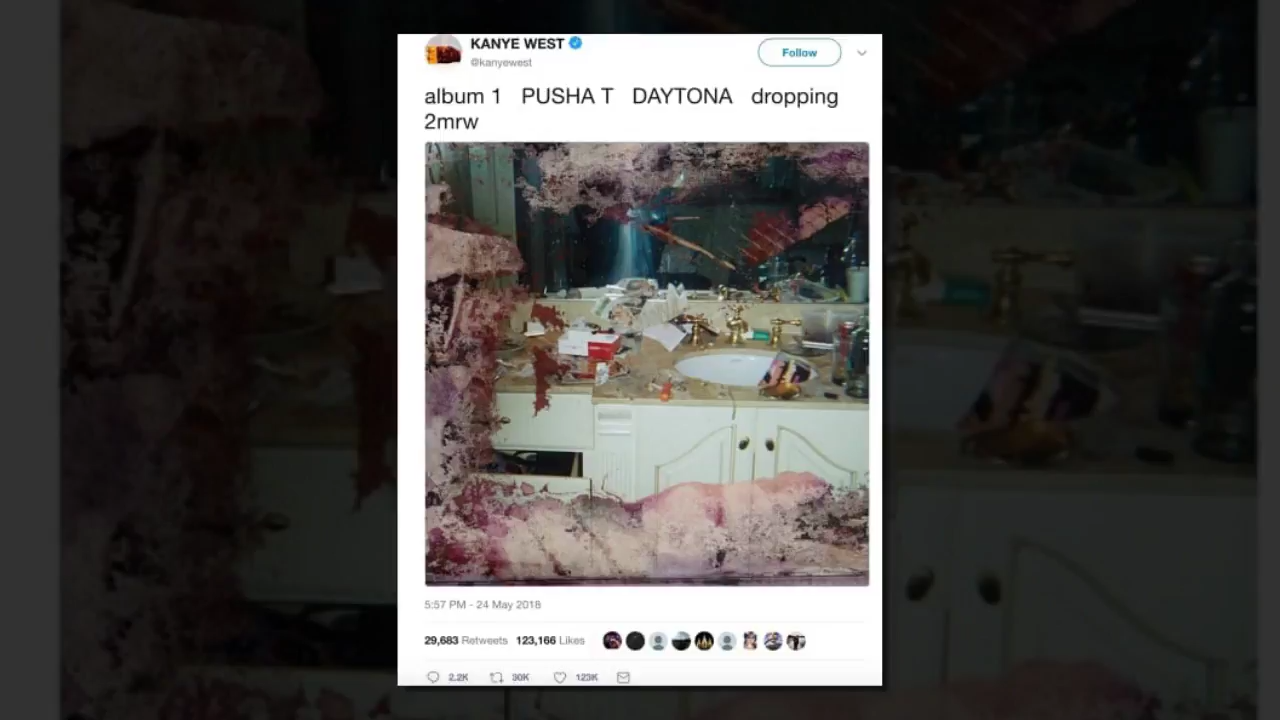 KANYE WEST
@kanyewest
Follow
album 1 PUSHA T DAYTONA dropping
2mrw
5:57 PM - 24 May 2018
29,683 Retweets 123,166 Likes
2.2K 30K 123K